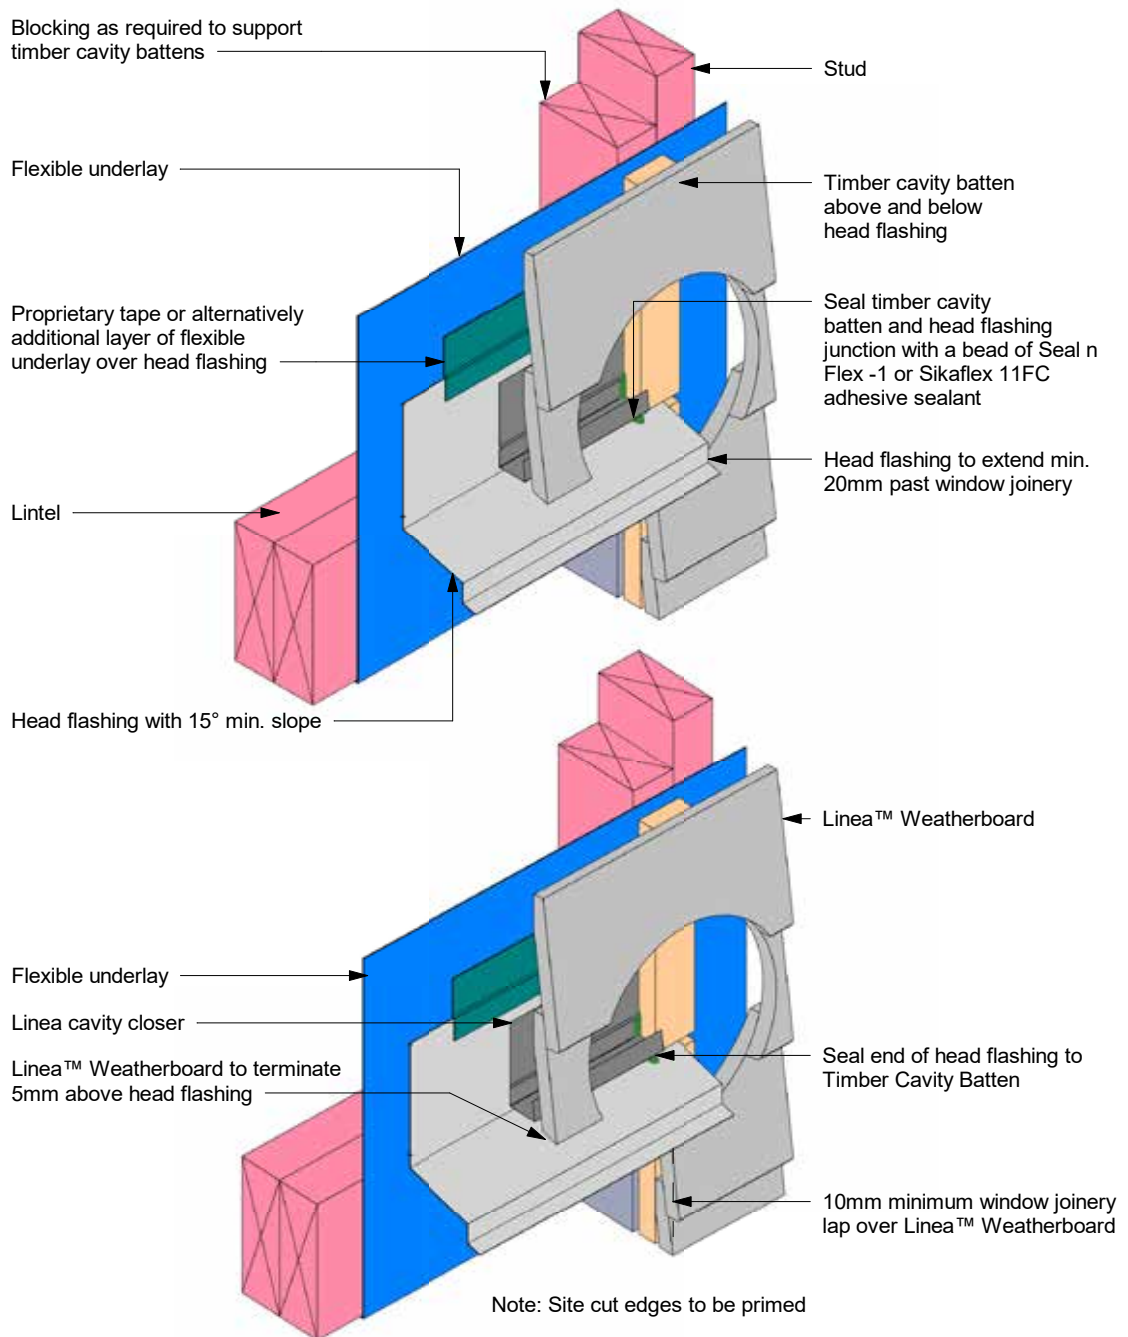 Blocking as required to support
timber cavity battens
Stud
Flexible underlay
Timber cavity batten
above and below
head flashing
Proprietary tape or alternatively
additional layer of flexible
underlay over head flashing
Seal timber cavity
batten and head flashing
junction with a bead of Seal n
Flex -1 or Sikaflex 11FC
adhesive sealant
Head flashing to extend min.
20mm past window joinery
Lintel
Head flashing with 15° min. slope
Linea™ Weatherboard
Flexible underlay
Linea cavity closer
Linea™ Weatherboard to terminate
5mm above head flashing
Seal end of head flashing to
Timber Cavity Batten
10mm minimum window joinery
lap over Linea™ Weatherboard
Note: Site cut edges to be primed